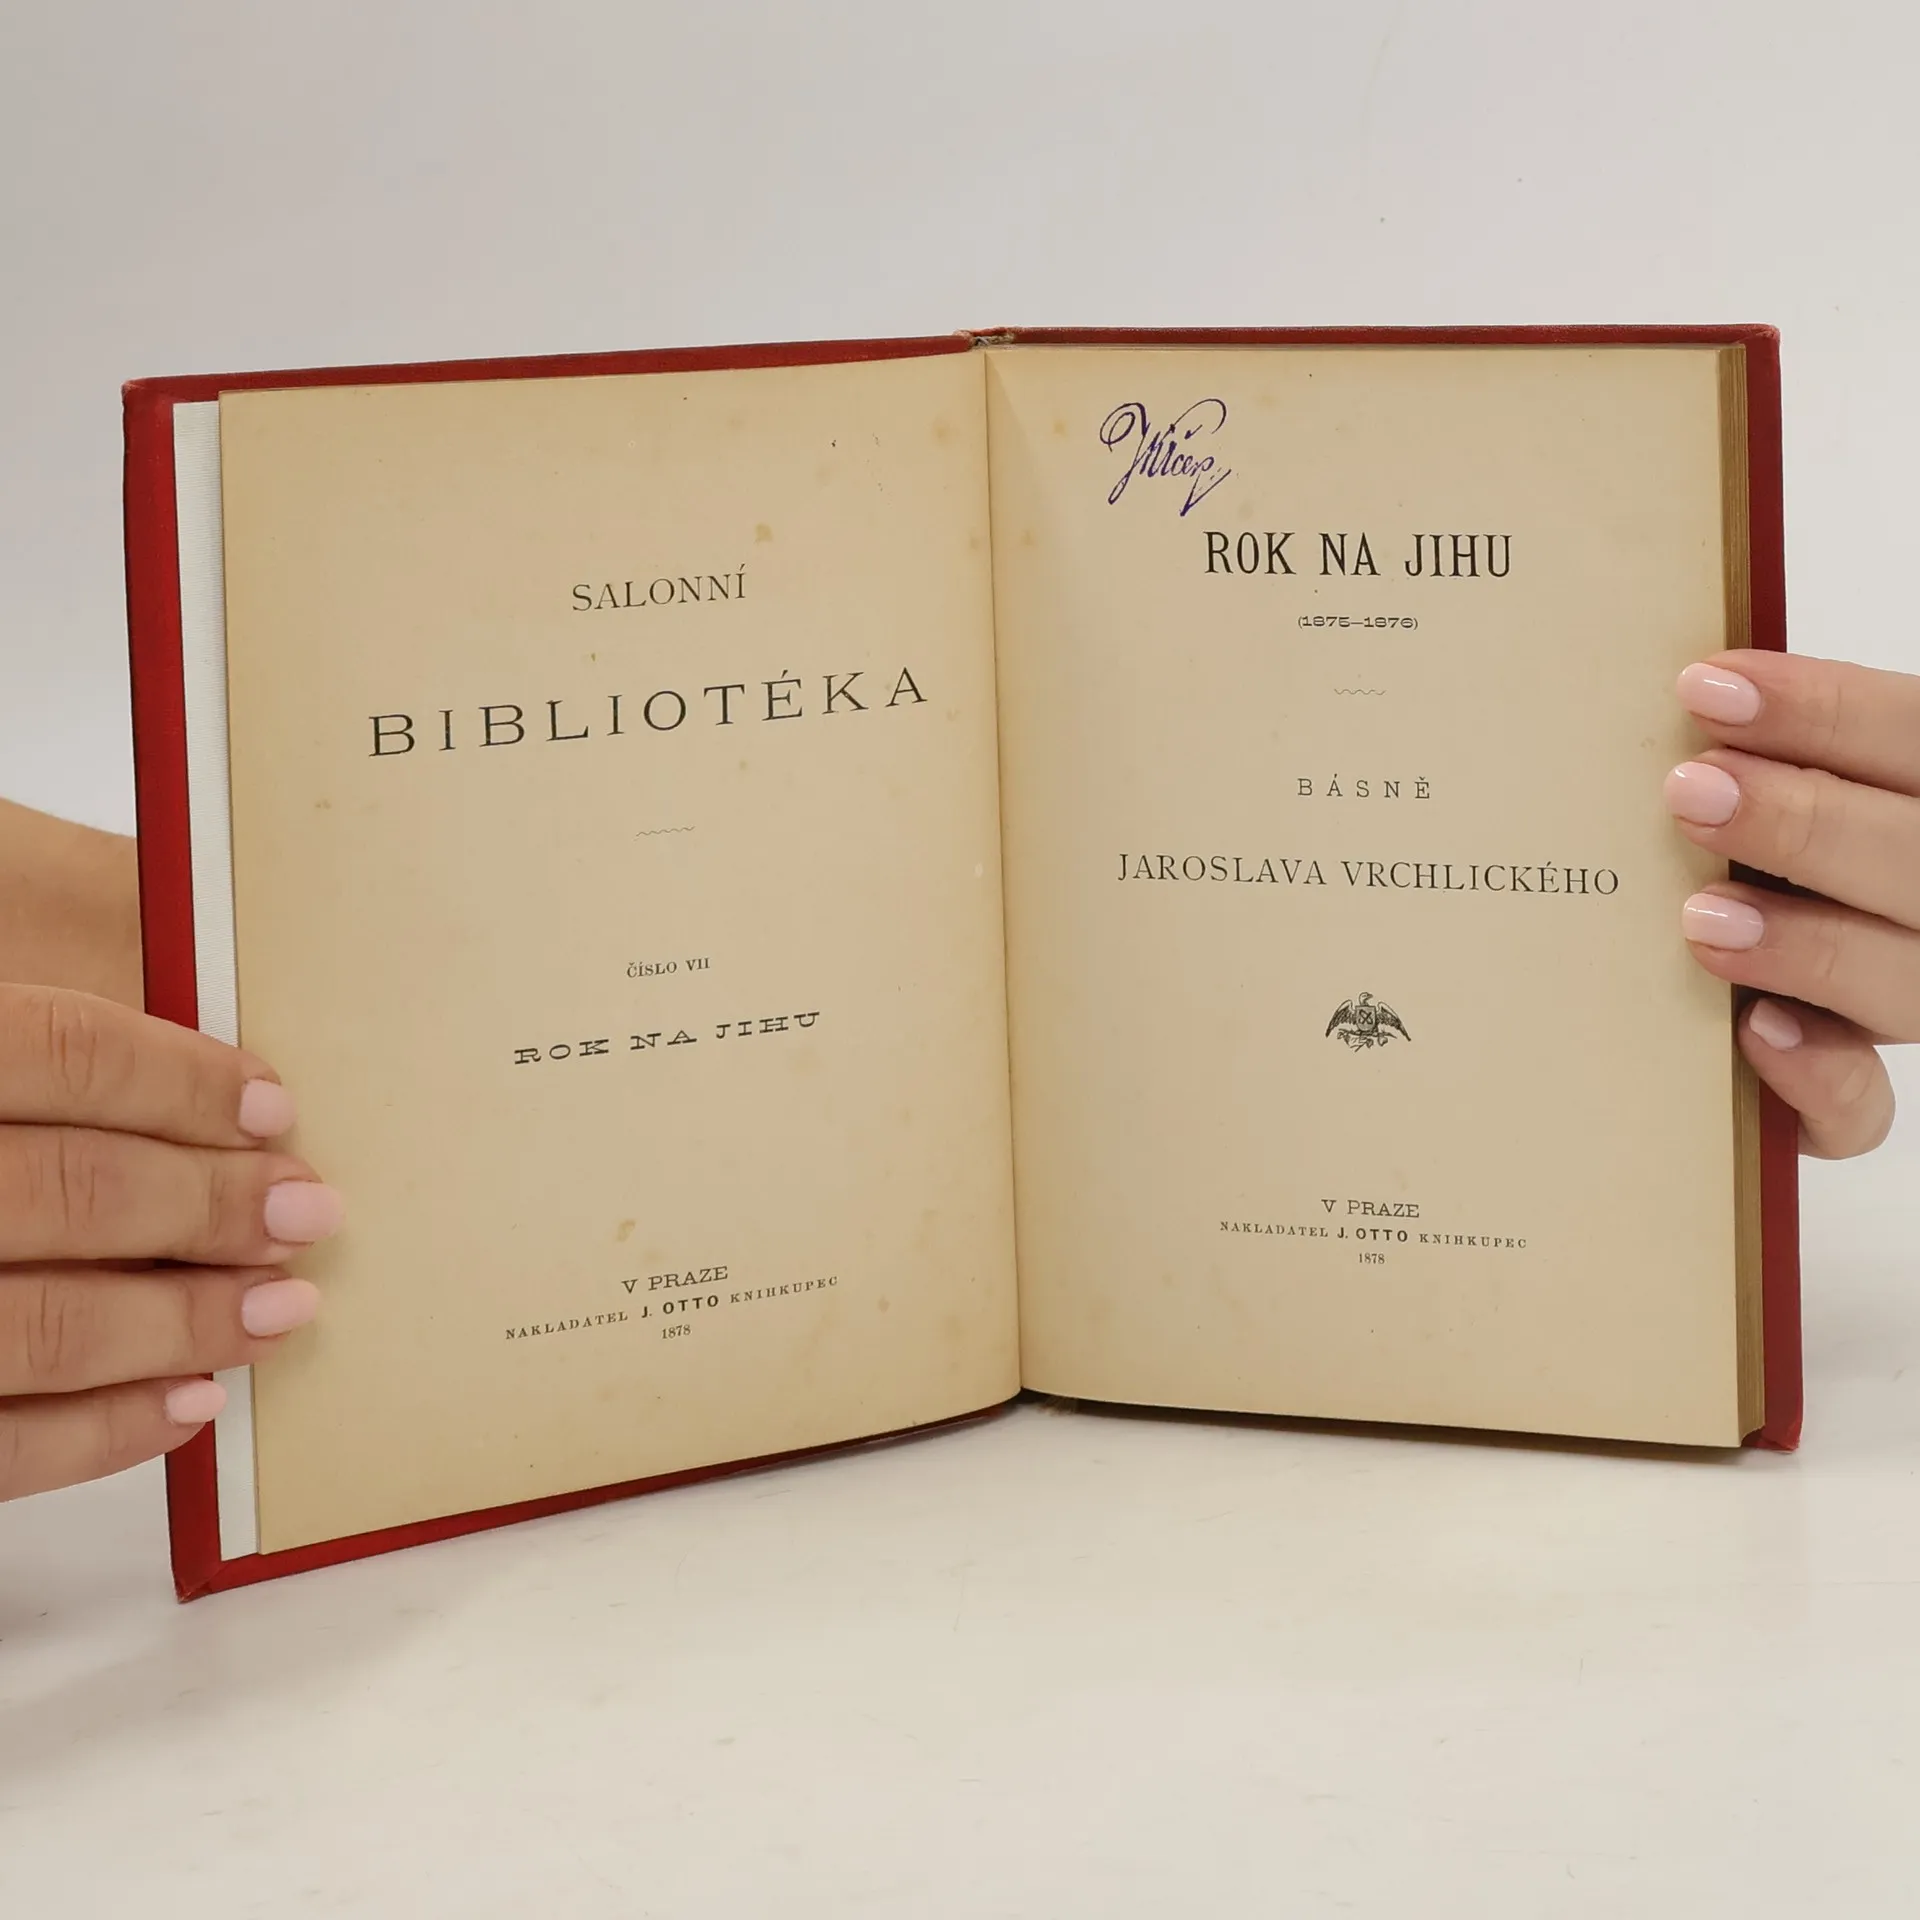 SALONNÍ
BIBLIOTÉKA
ČÍSLO VII
ROK NA JIHU
V PRAZE
NAKLADATEL J. OTTO KNIHKUPEC
1878
ROK NA JIHU
(1875—1876)
BÁSNĚ
JAROSLAVA VRCHLICKÉHO
V PRAZE
NAKLADATEL J. OTTO KNIHKUPEC
1878